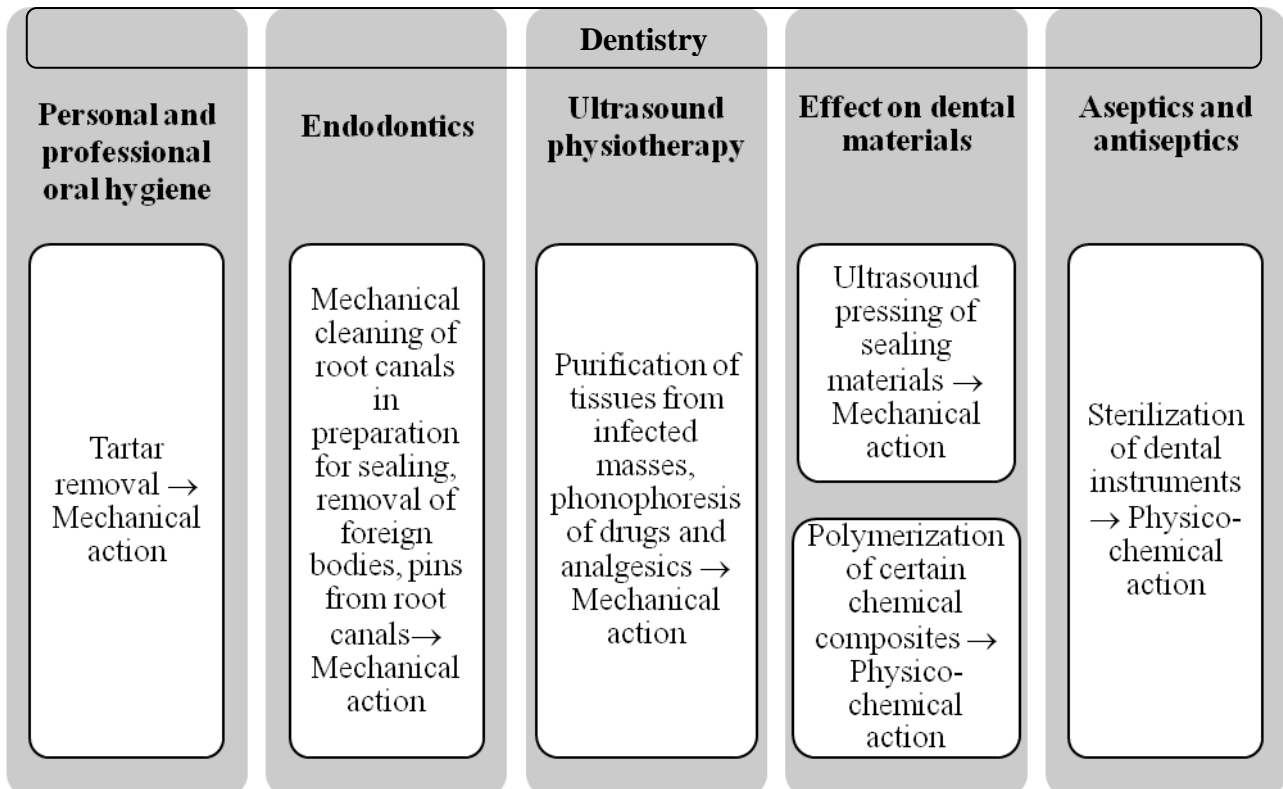 Dentistry
Personal and
professional
oral hygiene
Tartar
removal →
Mechanical
action
Endodontics
Mechanical
cleaning of
root canals
in
preparation
for sealing,
removal of
foreign
bodies, pins
from root
canals→
Mechanical
action
Ultrasound
physiotherapy
Purification of
tissues from
infected
masses,
phonophoresis
of drugs and
analgesics →
Mechanical
action
Effect on dental
materials
Ultrasound
pressing of
sealing
materials →
Mechanical
action
Polymerization
of certain
chemical
composites →
Physico-
chemical
action
Aseptics and
antiseptics
Sterilization
of dental
instruments
→ Physico-
chemical
action